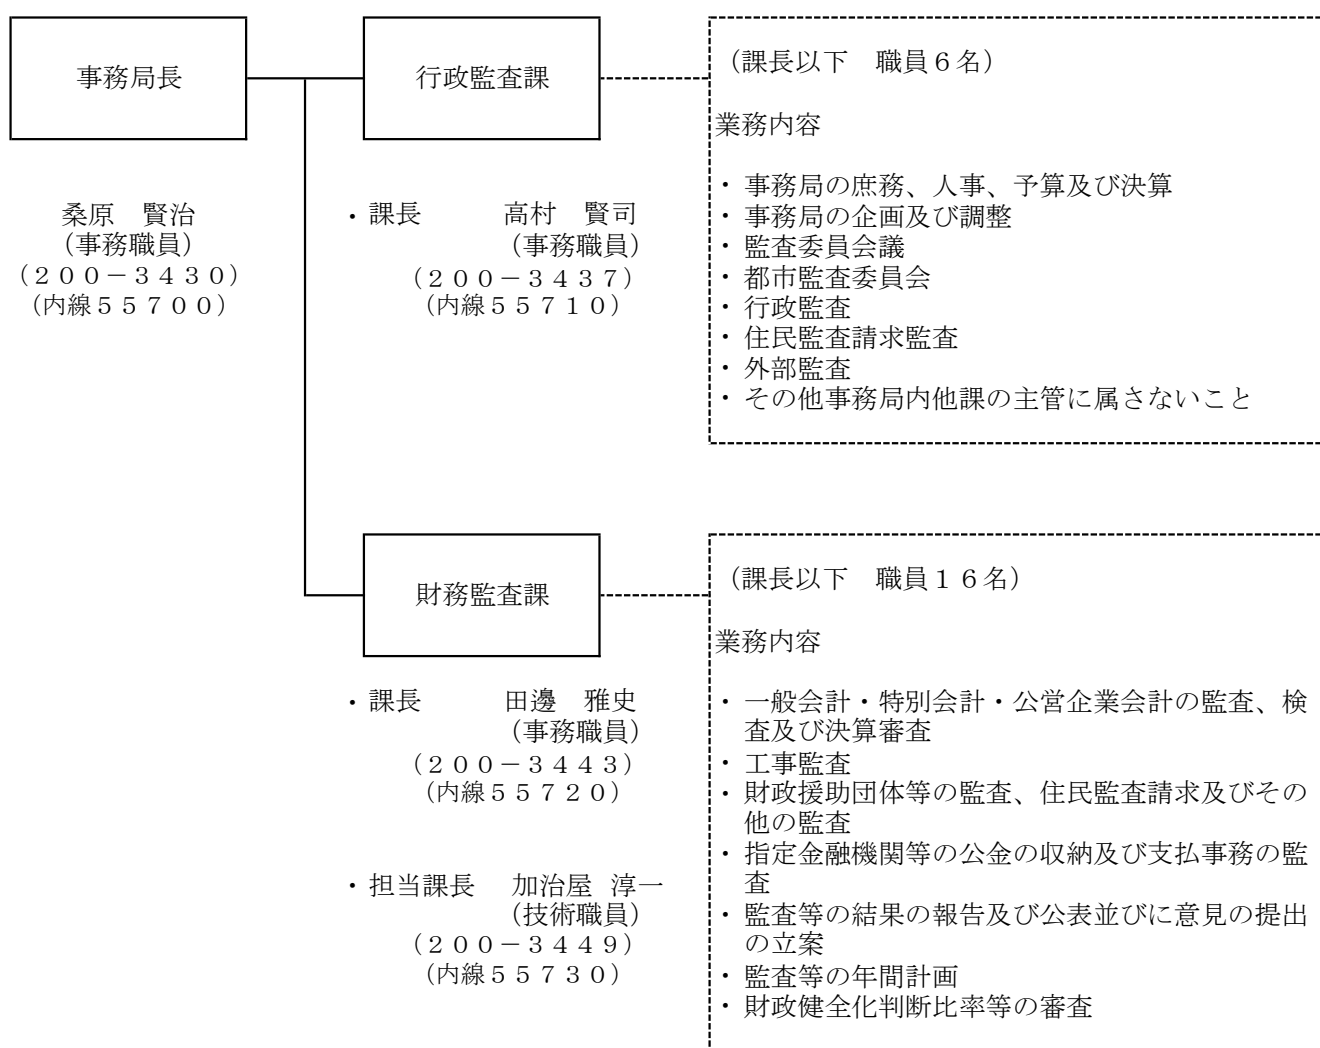 事務局長
桑原　賢治
（事務職員）
（２００－３４３０）
（内線５５７００）
行政監査課
・課長　　　高村　賢司
（事務職員）
（２００－３４３７）
（内線５５７１０）
（課長以下　職員６名）
業務内容
・ 事務局の庶務、人事、予算及び決算
・ 事務局の企画及び調整
・ 監査委員会議
・ 都市監査委員会
・ 行政監査
・ 住民監査請求監査
・ 外部監査
・ その他事務局内他課の主管に属さないこと
財務監査課
・課長　　　田邊　雅史
（事務職員）
（２００－３４４３）
（内線５５７２０）
・担当課長　加治屋 淳一
（技術職員）
（２００－３４４９）
（内線５５７３０）
（課長以下　職員１６名）
業務内容
・ 一般会計・特別会計・公営企業会計の監査、検
査及び決算審査
・ 工事監査
・ 財政援助団体等の監査、住民監査請求及びその
他の監査
・ 指定金融機関等の公金の収納及び支払事務の監
査
・ 監査等の結果の報告及び公表並びに意見の提出
の立案
・ 監査等の年間計画
・ 財政健全化判断比率等の審査